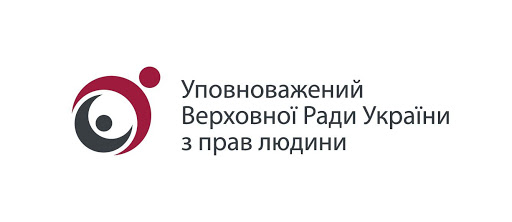 Уповноважений
Верховної Ради України
з прав людини